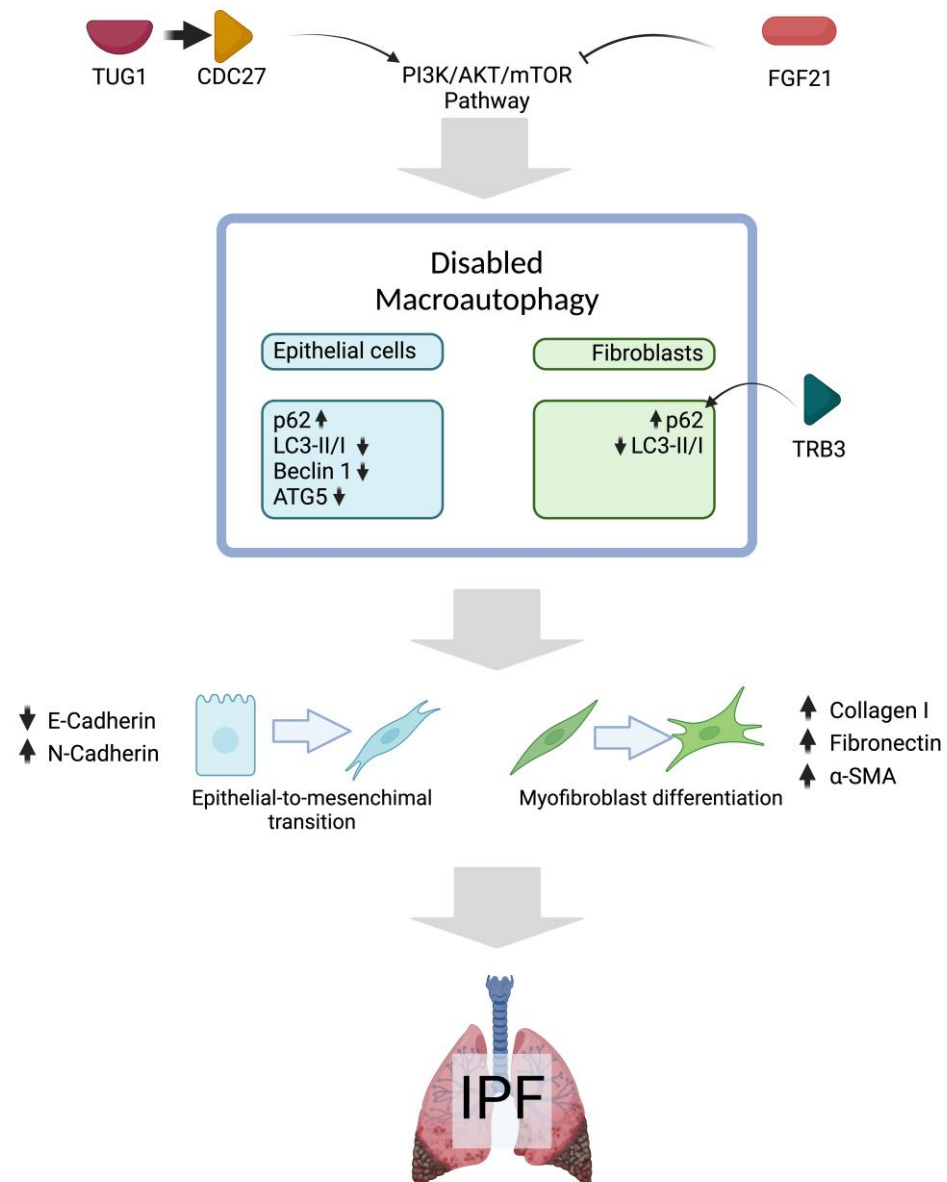 TUG1
CDC27
PI3K/AKT/mTOR
Pathway
FGF21
Disabled
Macroautophagy
Epithelial cells
Fibroblasts
p62
LC3-II/I
Beclin 1
ATG5
p62
LC3-II/I
TRB3
E-Cadherin
N-Cadherin
Epithelial-to-mesenchimal
transition
Myofibroblast differentiation
Collagen I
Fibronectin
α-SMA
IPF